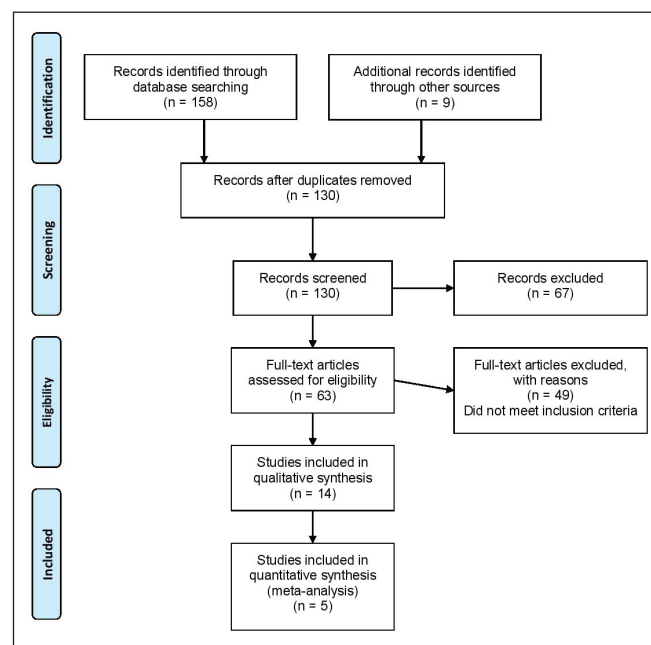 Identification
Records identified through
database searching
(n = 158)
Additional records identified
through other sources
(n = 9)
Records after duplicates removed
(n = 130)
Screening
Records screened
(n = 130)
Records excluded
(n = 67)
Eligibility
Full-text articles
assessed for eligibility
(n = 63)
Full-text articles excluded,
with reasons
(n = 49)
Did not meet inclusion criteria
Studies included in
qualitative synthesis
(n = 14)
Included
Studies included in
quantitative synthesis
(meta-analysis)
(n = 5)